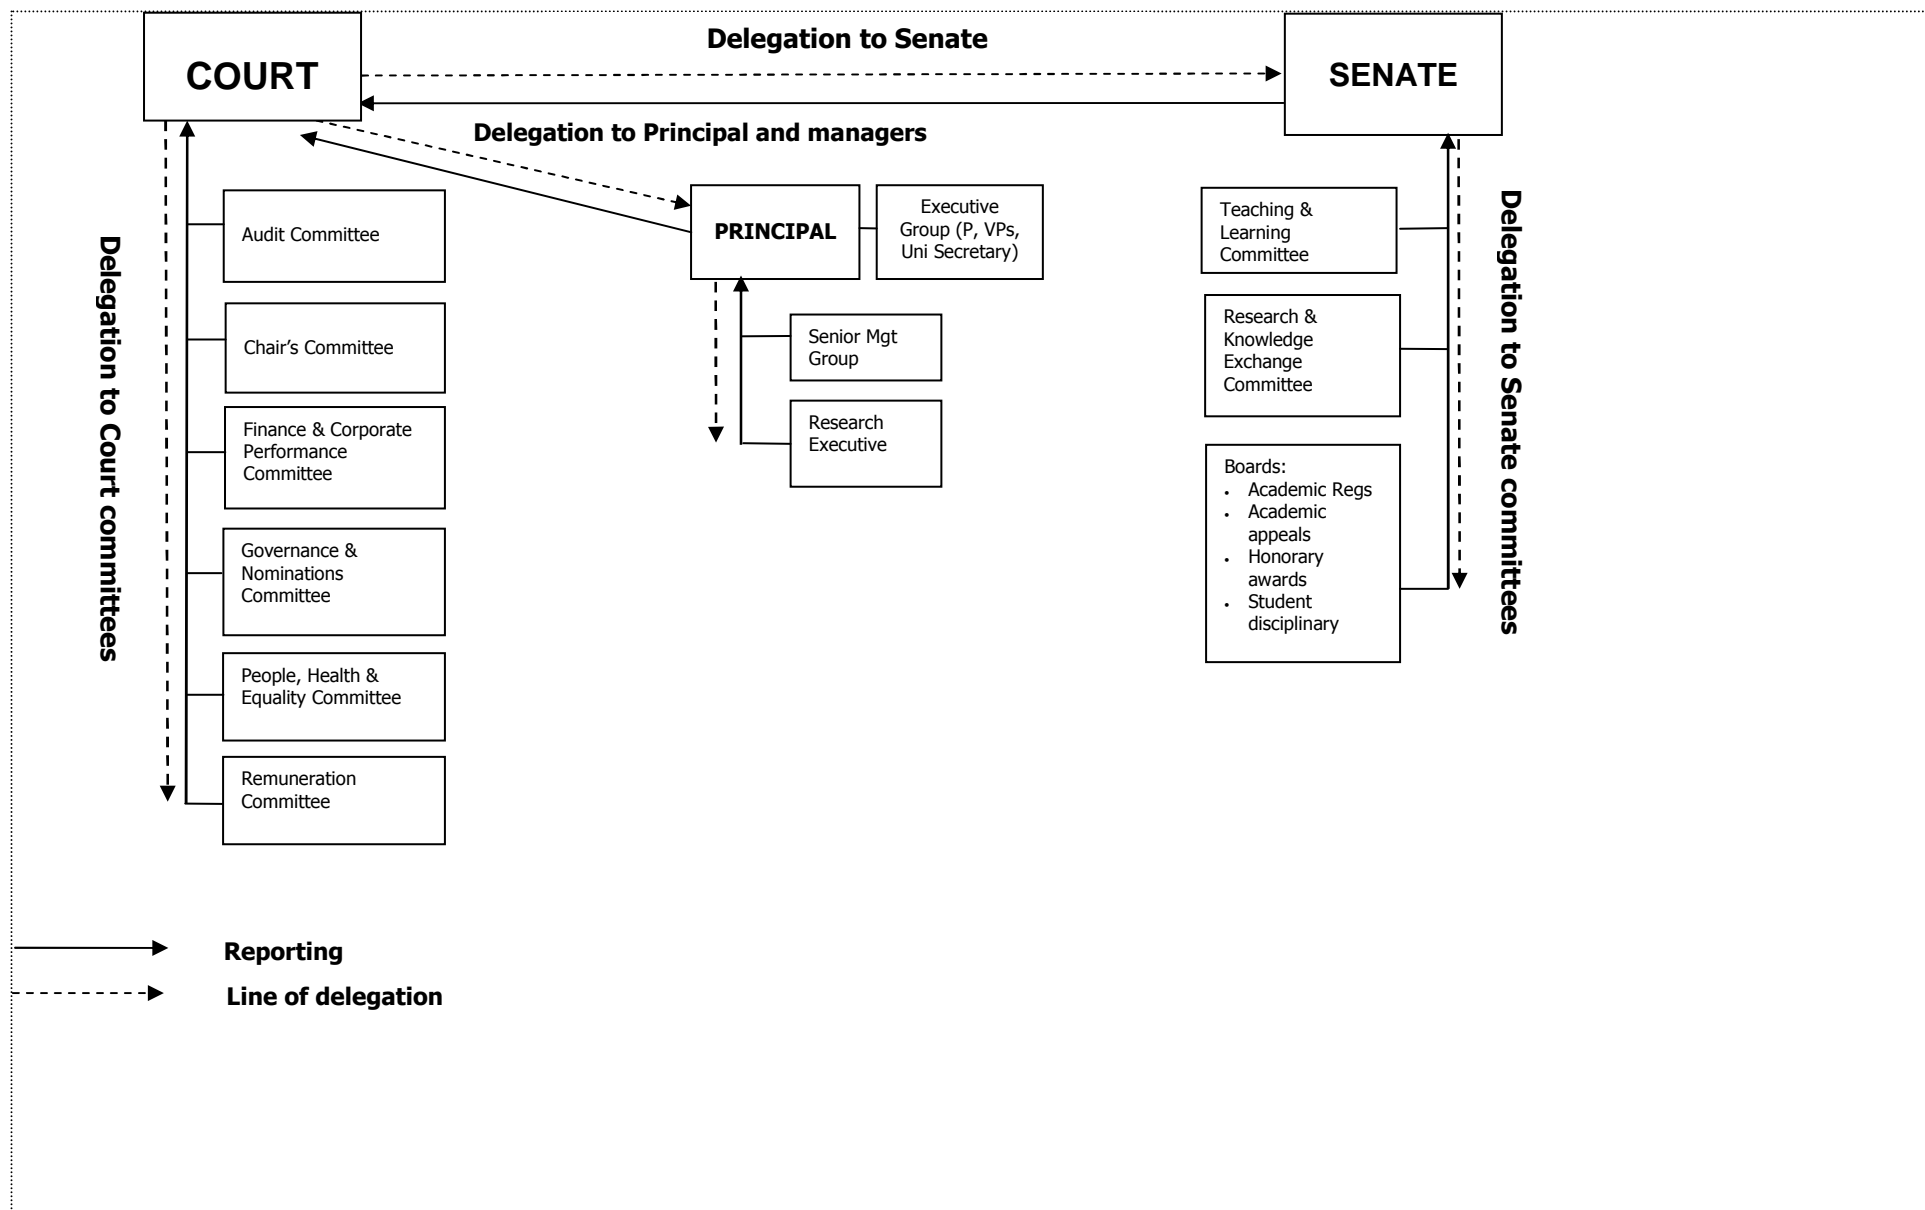 Delegation to Senate
COURT
SENATE
Delegation to Principal and managers
Delegation to Court committees
Audit Committee
Chair’s Committee
Finance & Corporate
Performance
Committee
Governance &
Nominations
Committee
People, Health &
Equality Committee
Remuneration
Committee
PRINCIPAL
Executive
Group (P, VPs,
Uni Secretary)
Senior Mgt
Group
Research
Executive
Teaching &
Learning
Committee
Research &
Knowledge
Exchange
Committee
Boards:
• Academic Regs
• Academic
appeals
• Honorary
awards
• Student
disciplinary
Delegation to Senate committees
Reporting
Line of delegation